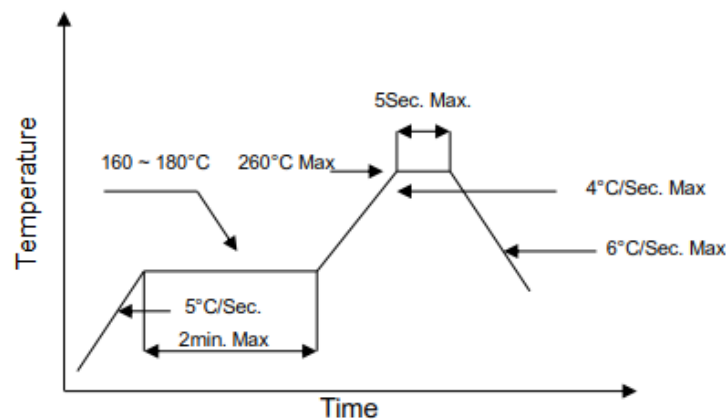 5Sec. Max.
160 ~ 180°C
260°C Max
4°C/Sec. Max
6°C/Sec. Max
5°C/Sec.
2min. Max
Temperature
Time